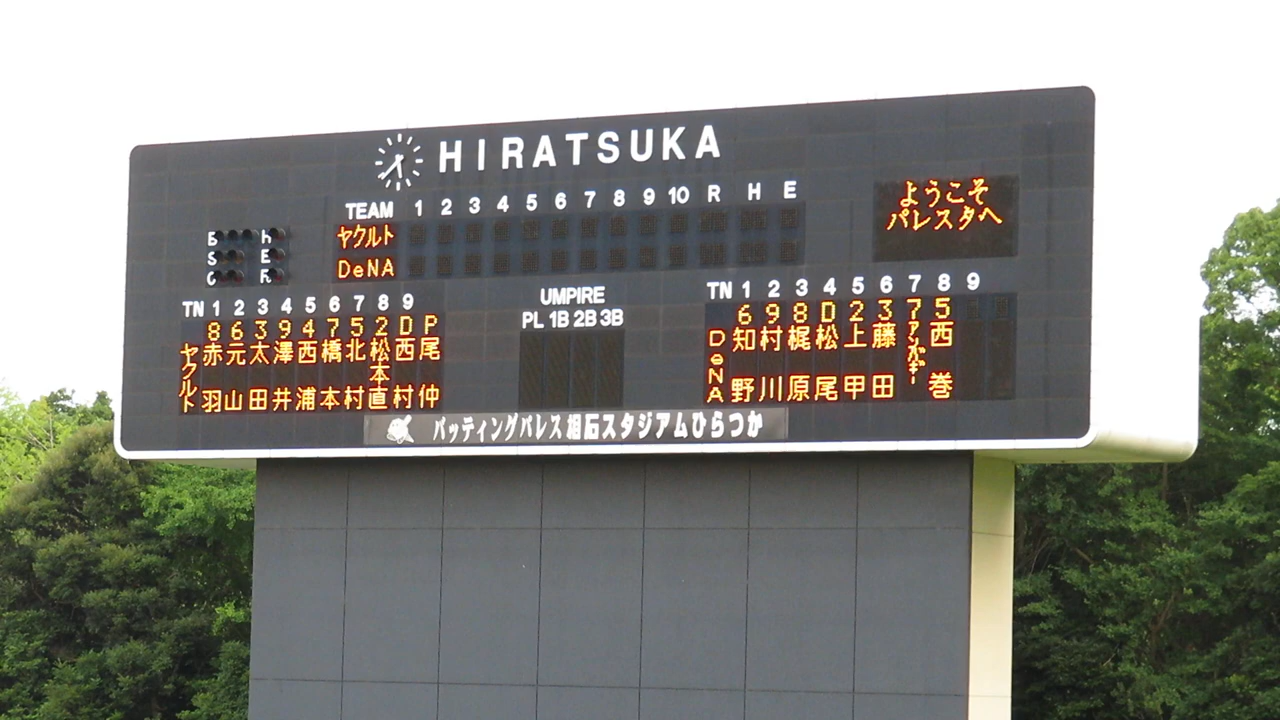 HIRATSUKA
TEAM 1 2 3 4 5 6 7 8 9 10 R H E
ヤクルト
DeNA
ようこそ
パレスタへ
B H
S E
O Fc
TN 1 2 3 4 5 6 7 8 9
8 6 3 9 4 7 5 2 D P
ヤクルト 赤羽 元山 太田 澤井 西浦 橋本 北村 松本直 西村 尾仲
UMPIRE
PL 1B 2B 3B
TN 1 2 3 4 5 6 7 8 9
6 9 8 D 2 3 7 5
DeNA 知野 村川 梶原 松尾 上甲 藤田 アンバギー 西巻
バッティングパレス相石スタジアムひらつか